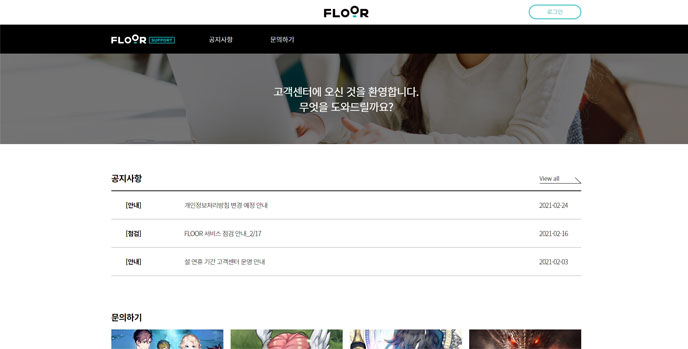 FLOOR
로그인
FLOOR SUPPORT
공지사항
문의하기
고객센터에 오신 것을 환영합니다.
무엇을 도와드릴까요?
공지사항
View all
[안내] 개인정보처리방침 변경 예정 안내 2021-02-24
[점검] FLOOR 서비스 점검 안내_2/17 2021-02-16
[안내] 설 연휴 기간 고객센터 운영 안내 2021-02-03
문의하기